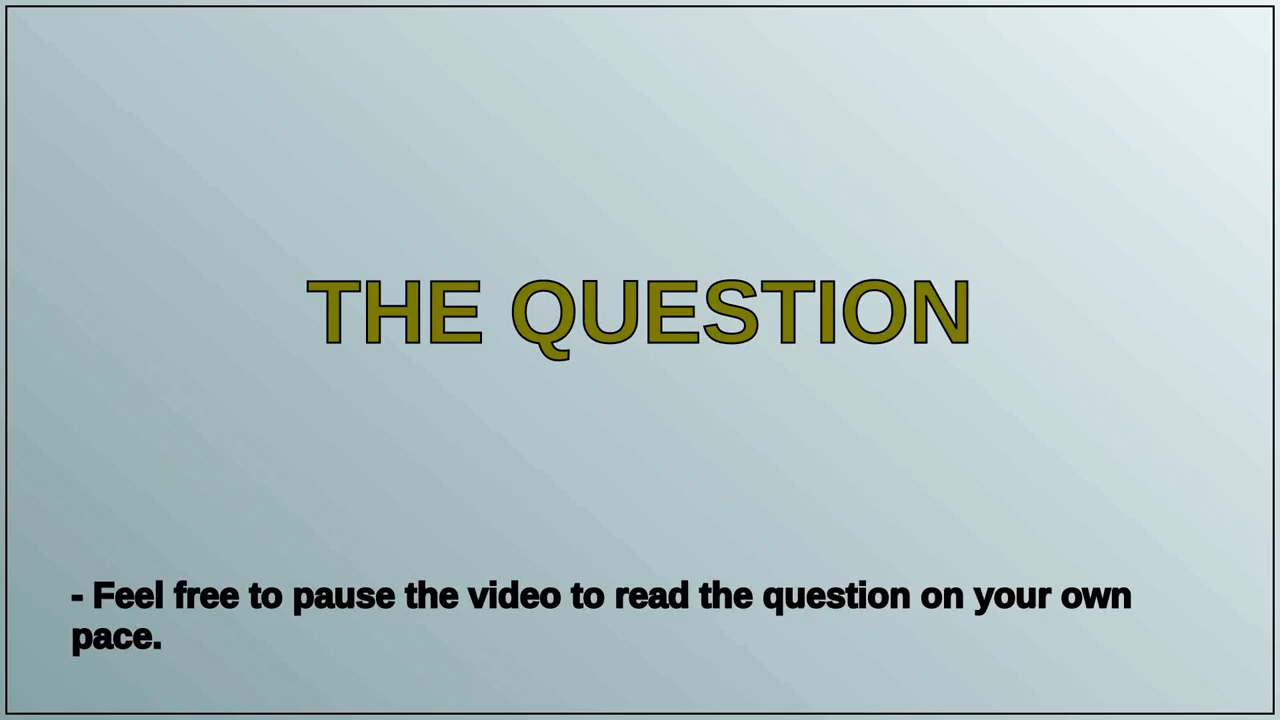 THE QUESTION
- Feel free to pause the video to read the question on your own
pace.